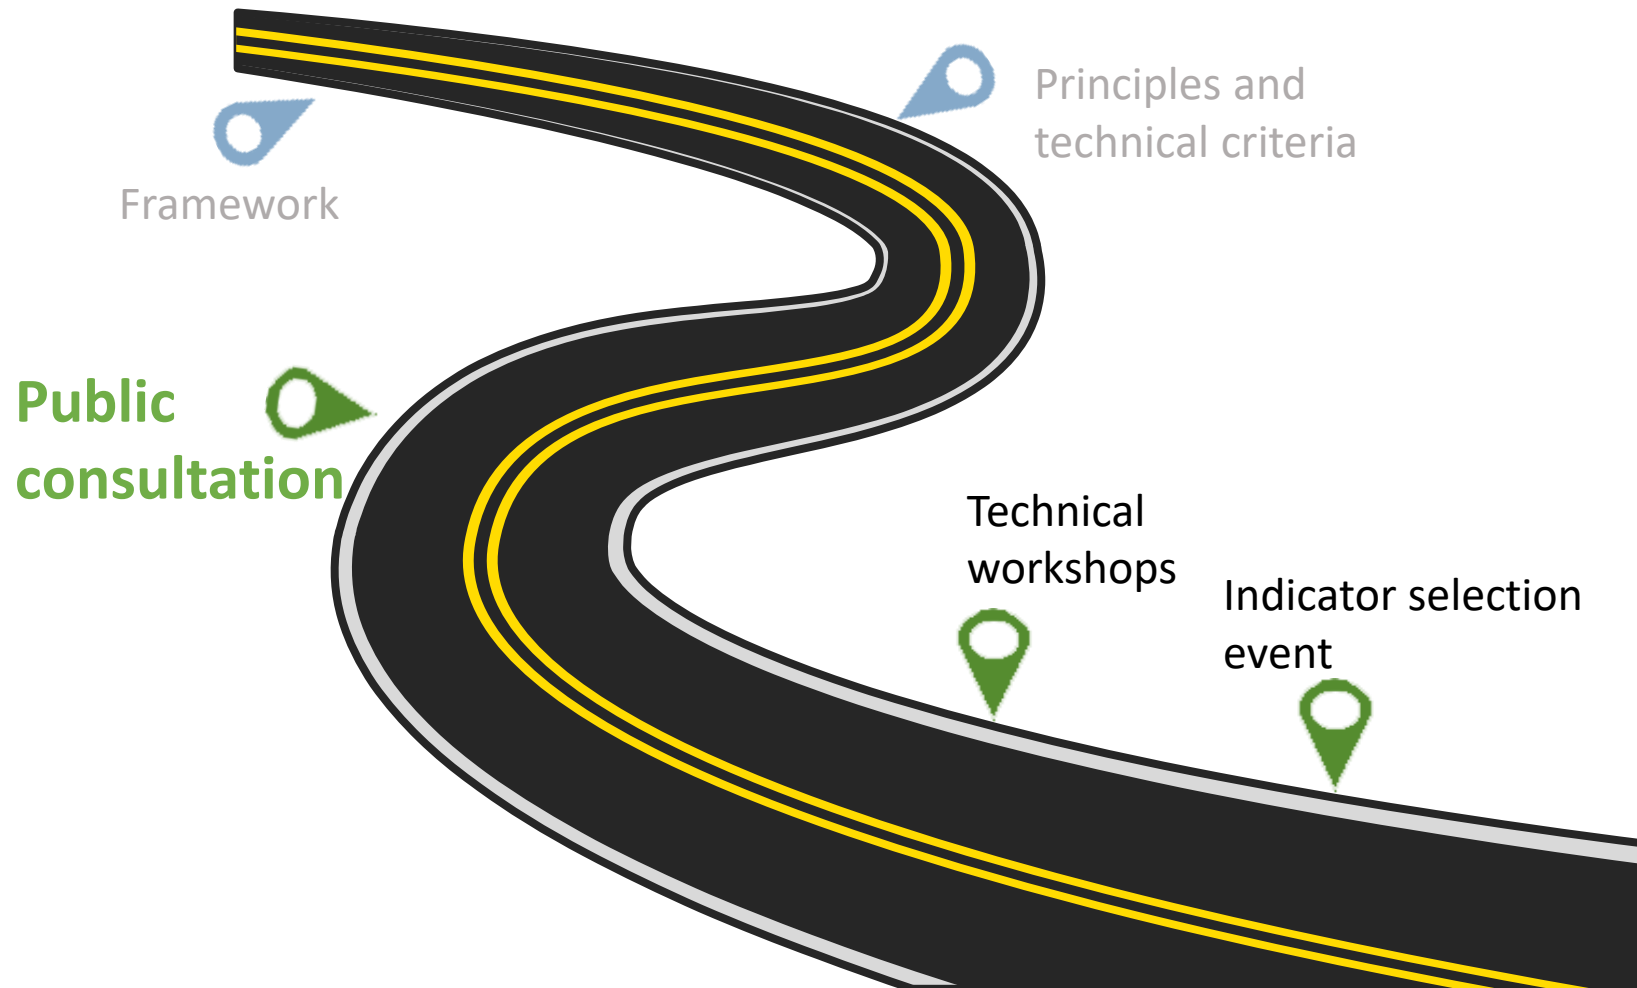 Principles and
technical criteria
Framework
Public
consultation
Technical
workshops
Indicator selection
event